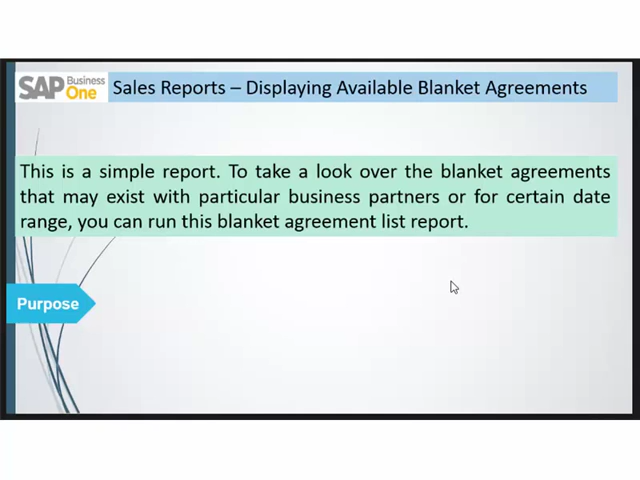 SAP Business One
Sales Reports – Displaying Available Blanket Agreements
This is a simple report. To take a look over the blanket agreements
that may exist with particular business partners or for certain date
range, you can run this blanket agreement list report.
Purpose